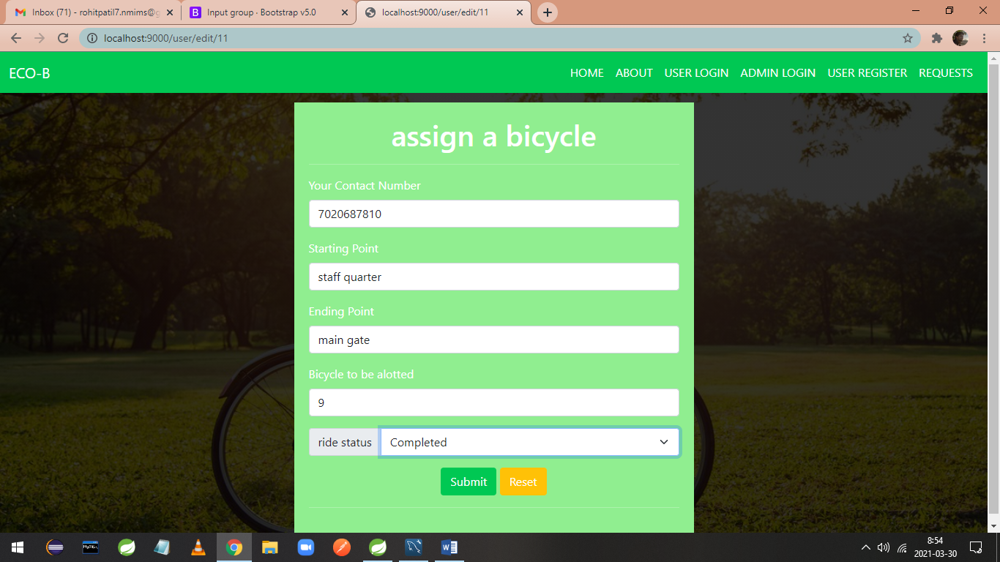 Inbox (71) - rohitpatil7.nmims@g
Input group · Bootstrap v5.0
localhost:9000/user/edit/11
localhost:9000/user/edit/11
ECO-B
HOME ABOUT USER LOGIN ADMIN LOGIN USER REGISTER REQUESTS
assign a bicycle
Your Contact Number
7020687810
Starting Point
staff quarter
Ending Point
main gate
Bicycle to be alotted
9
ride status Completed
Submit Reset
MySQL
8:54
2021-03-30